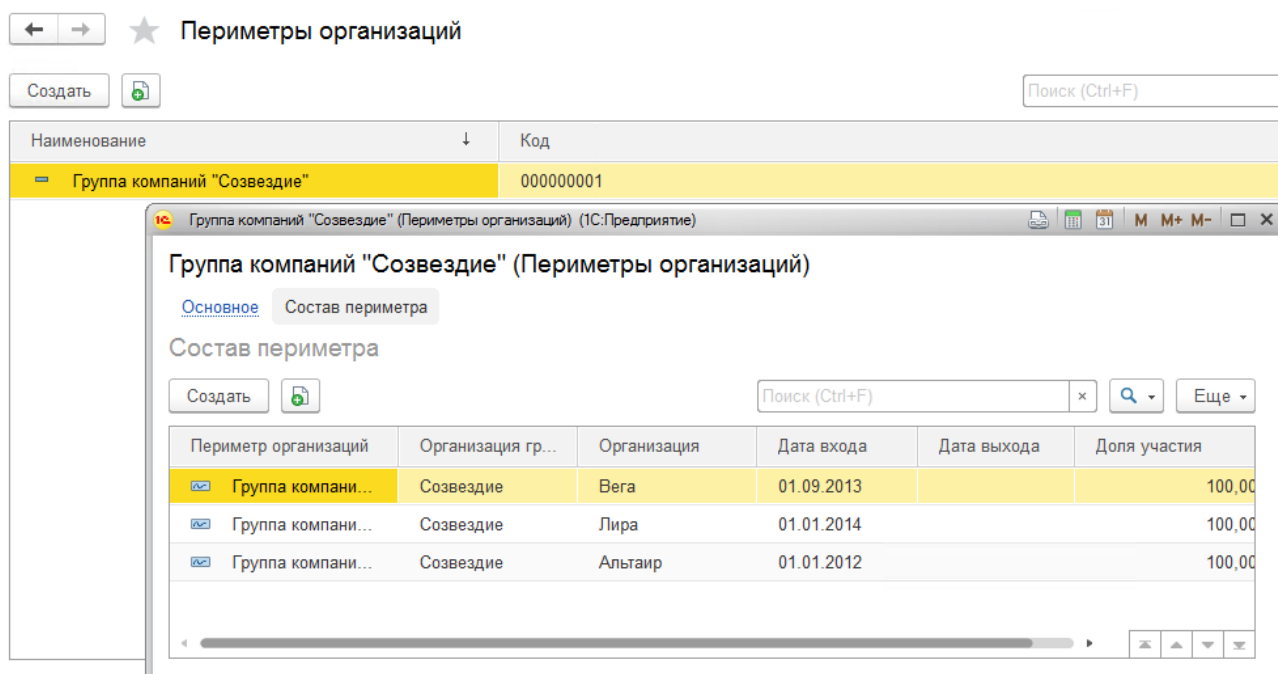 Периметры организаций
Создать Поиск (Ctrl+F)
Наименование ↓ Код
Группа компаний "Созвездие" 000000001
1С Группа компаний "Созвездие" (Периметры организаций) (1С:Предприятие) 31 M M+ M-
Группа компаний "Созвездие" (Периметры организаций)
Основное Состав периметра
Состав периметра
Создать Поиск (Ctrl+F) × Еще
Периметр организаций Организация гр... Организация Дата входа Дата выхода Доля участия
Группа компани... Созвездие Вега 01.09.2013 100,00
Группа компани... Созвездие Лира 01.01.2014 100,00
Группа компани... Созвездие Альтаир 01.01.2012 100,00